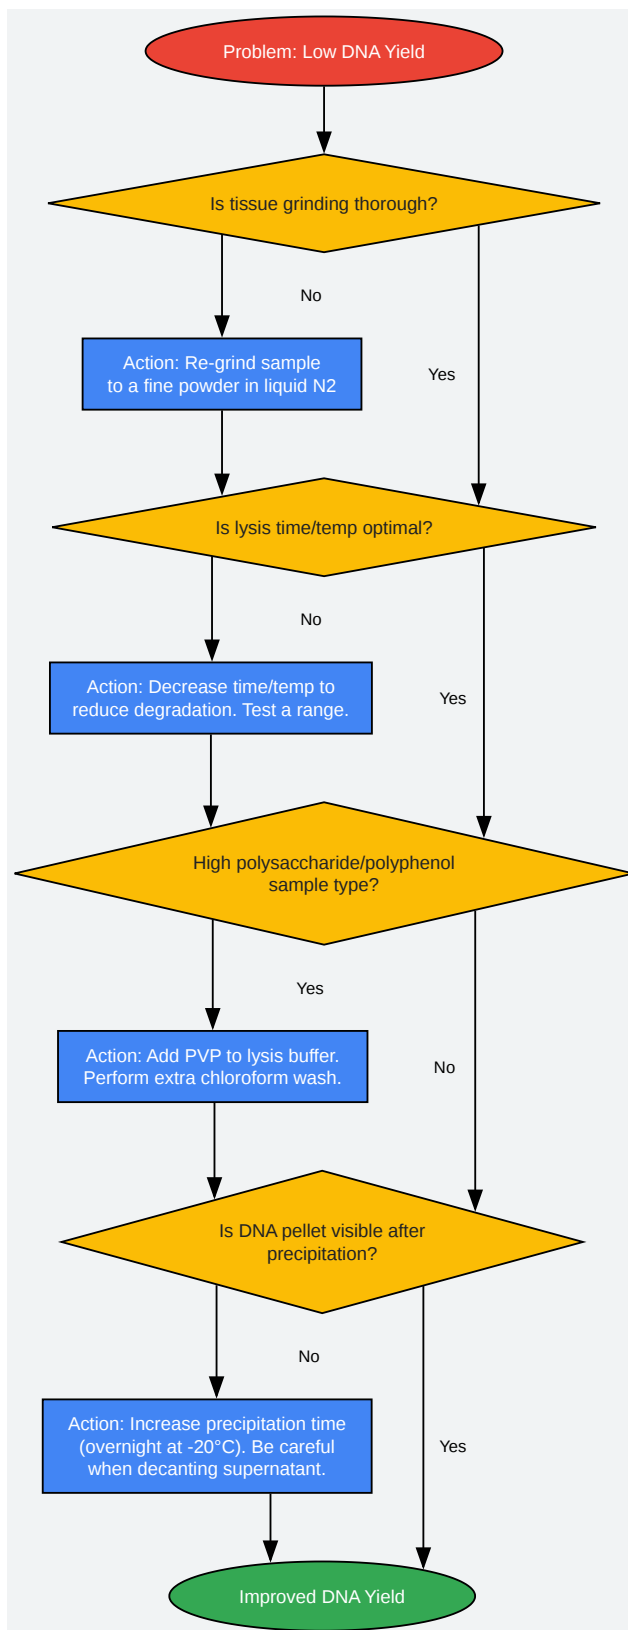 Problem: Low DNA Yield
Is tissue grinding thorough?
No
Action: Re-grind sample
to a fine powder in liquid N2
Yes
Is lysis time/temp optimal?
No
Action: Decrease time/temp to
reduce degradation. Test a range.
Yes
High polysaccharide/polyphenol
sample type?
Yes
Action: Add PVP to lysis buffer.
Perform extra chloroform wash.
No
Is DNA pellet visible after
precipitation?
No
Action: Increase precipitation time
(overnight at -20°C). Be careful
when decanting supernatant.
Yes
Improved DNA Yield